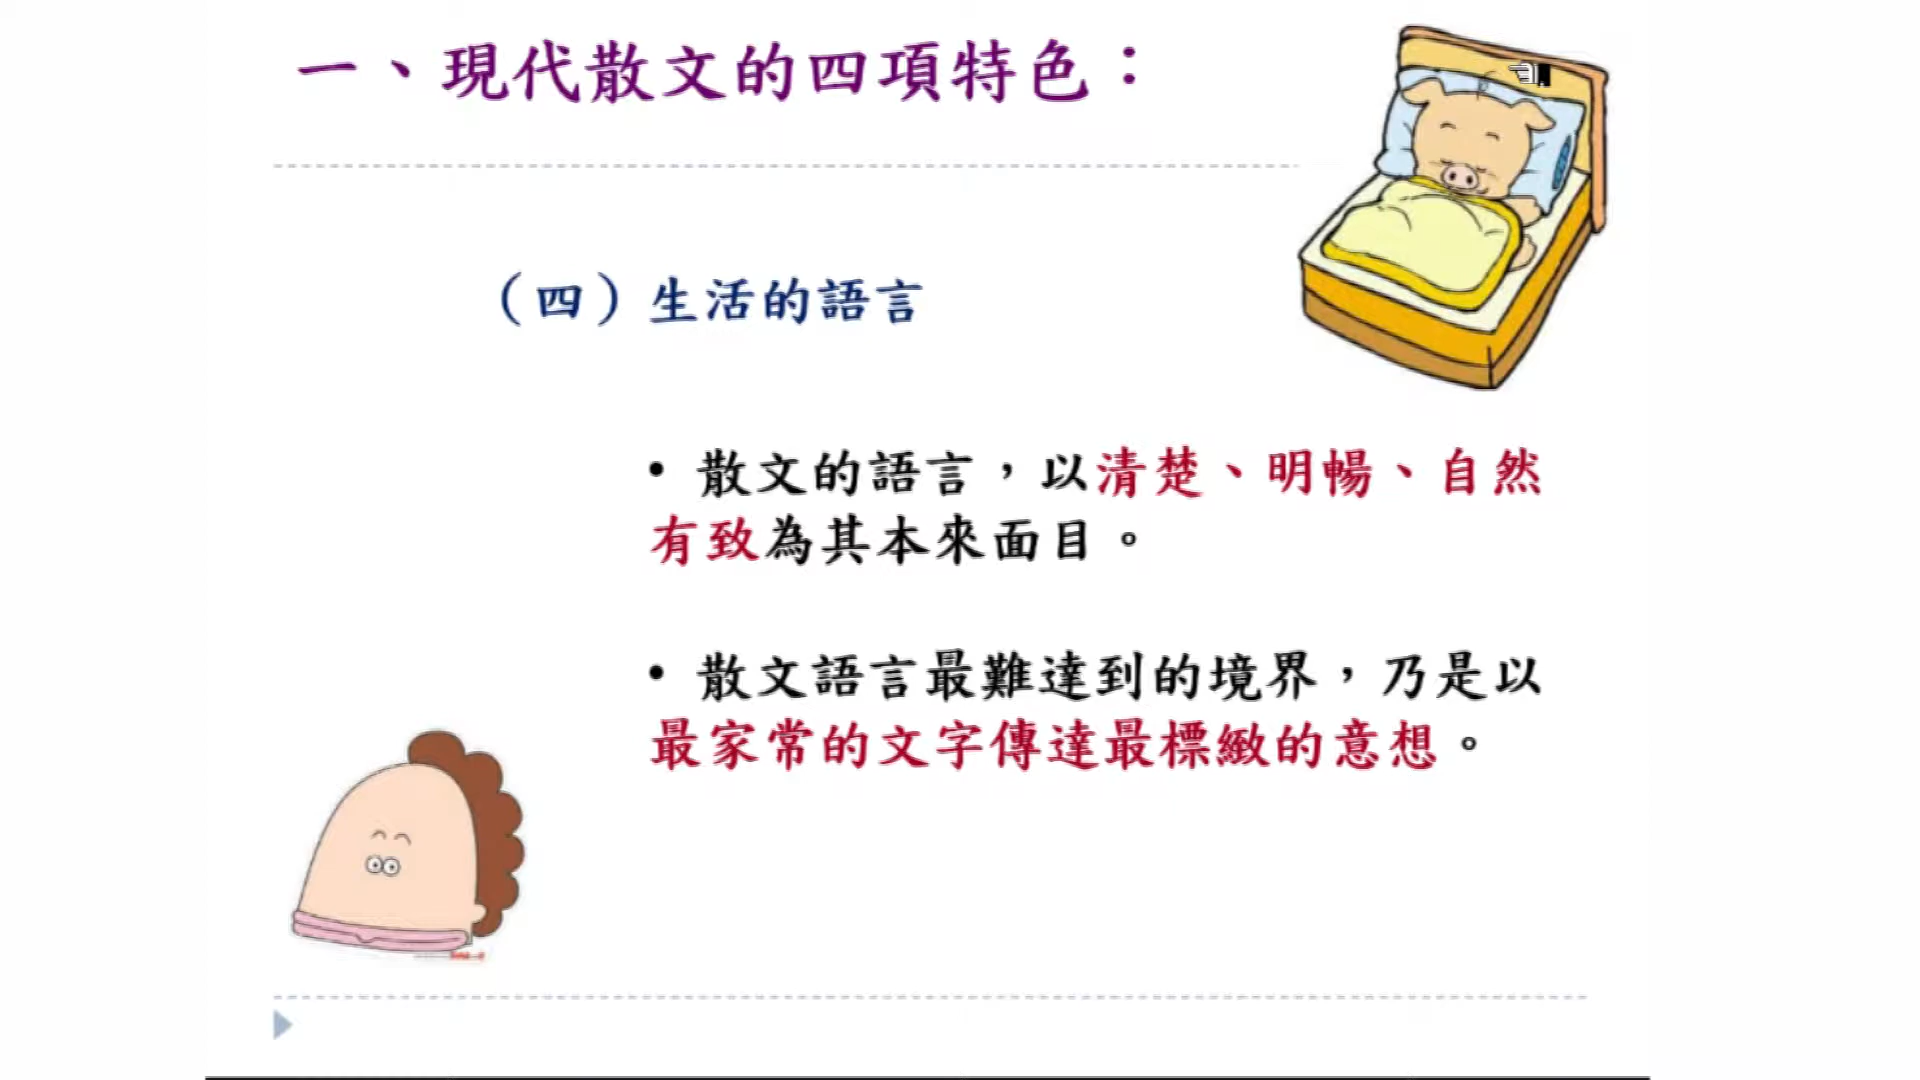 一、現代散文的四項特色：
（四）生活的語言
• 散文的語言，以清楚、明暢、自然
有致為其本來面目。
• 散文語言最難達到的境界，乃是以
最家常的文字傳達最標緻的意想。